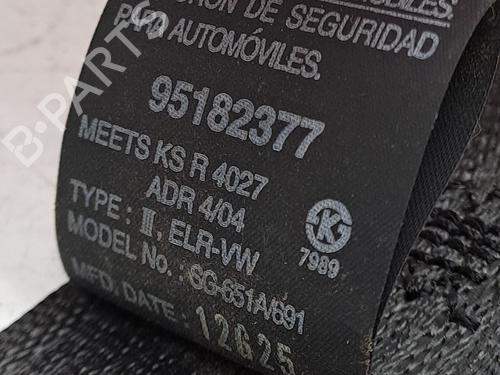 DE SEGURIDAD
PARA AUTOMÓVILES.
95182377
MEETS KS R 4027
ADR 4/04
TYPE : III, ELR-VW
MODEL No. : SG-651A/691
MFD. DATE : 12625
K
7989
B-PARTS